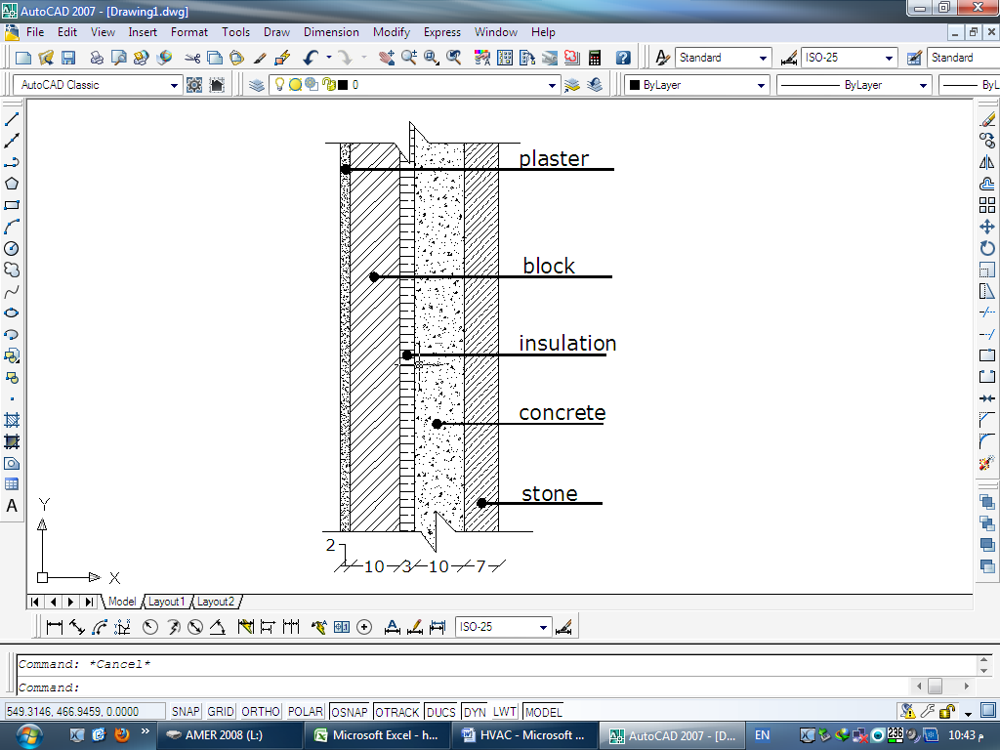 AutoCAD 2007 - [Drawing1.dwg]
File Edit View Insert Format Tools Draw Dimension Modify Express Window Help
Standard ISO-25 Standard
AutoCAD Classic 0 ByLayer ByLayer ByL
plaster
block
insulation
concrete
stone
2
10 3 10 7
Y
X
A
Model Layout1 Layout2
ISO-25
Command: *Cancel*
Command:
549.3146, 466.9459, 0.0000 SNAP GRID ORTHO POLAR OSNAP OTRACK DUCS DYN LWT MODEL
AMER 2008 (L:) Microsoft Excel - h... HVAC - Microsoft ... AutoCAD 2007 - [D... EN 236 10:43 م